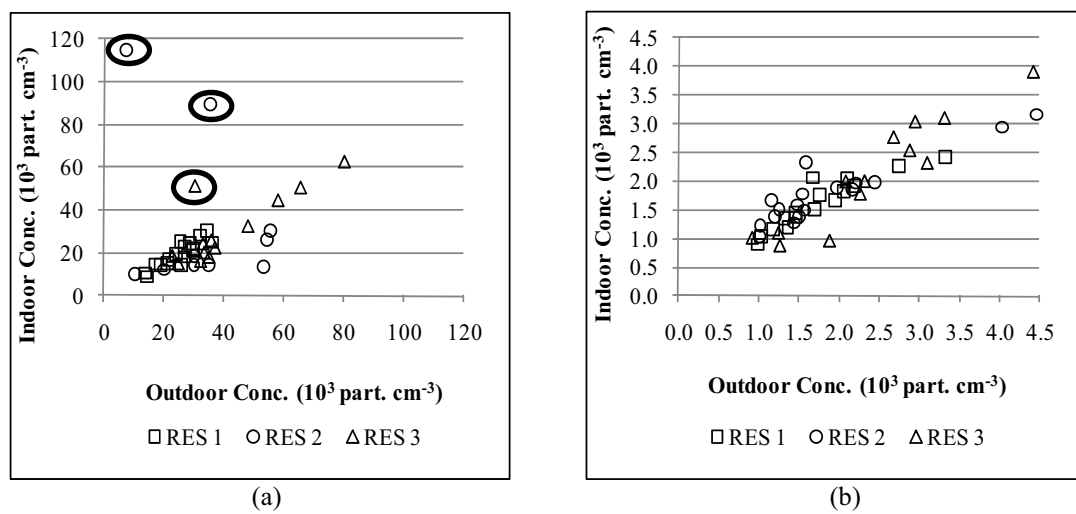 Indoor Conc. (10³ part. cm⁻³)
120
100
80
60
40
20
0
0 20 40 60 80 100 120
Outdoor Conc. (10³ part. cm⁻³)
RES 1 RES 2 RES 3
(a)
Indoor Conc. (10³ part. cm⁻³)
4.5
4.0
3.5
3.0
2.5
2.0
1.5
1.0
0.5
0.0
0.0 0.5 1.0 1.5 2.0 2.5 3.0 3.5 4.0 4.5
Outdoor Conc. (10³ part. cm⁻³)
RES 1 RES 2 RES 3
(b)